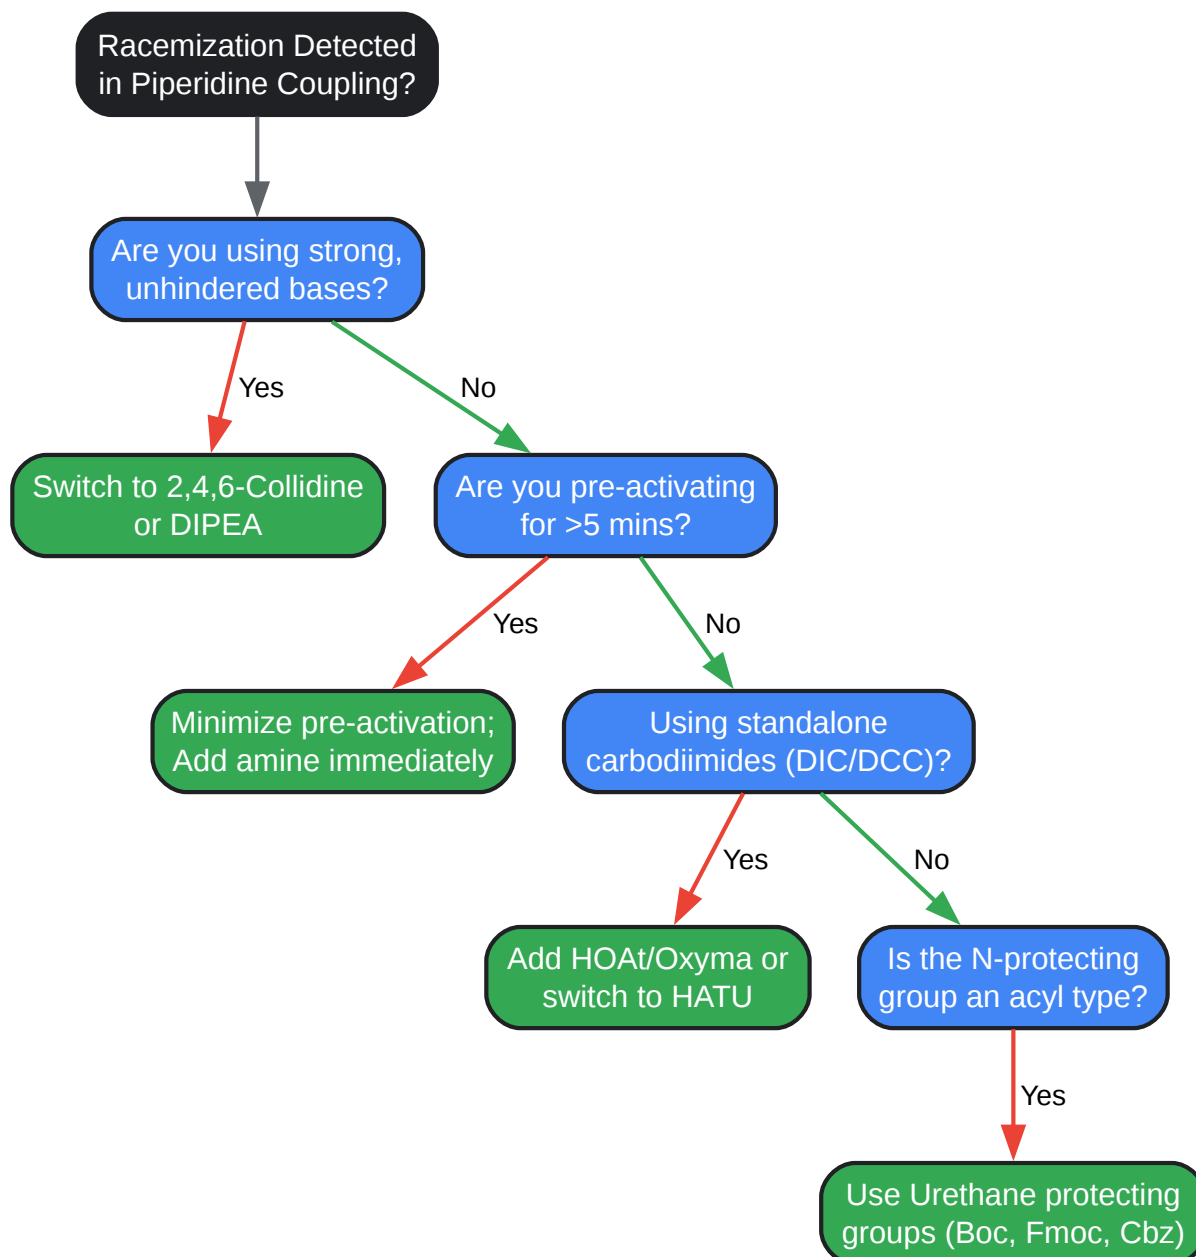 Racemization Detected
in Piperidine Coupling?
Are you using strong,
unhindered bases?
Yes
No
Switch to 2,4,6-Collidine
or DIPEA
Are you pre-activating
for >5 mins?
Yes
No
Minimize pre-activation;
Add amine immediately
Using standalone
carbodiimides (DIC/DCC)?
Yes
No
Add HOAt/Oxyma or
switch to HATU
Is the N-protecting
group an acyl type?
Yes
Use Urethane protecting
groups (Boc, Fmoc, Cbz)